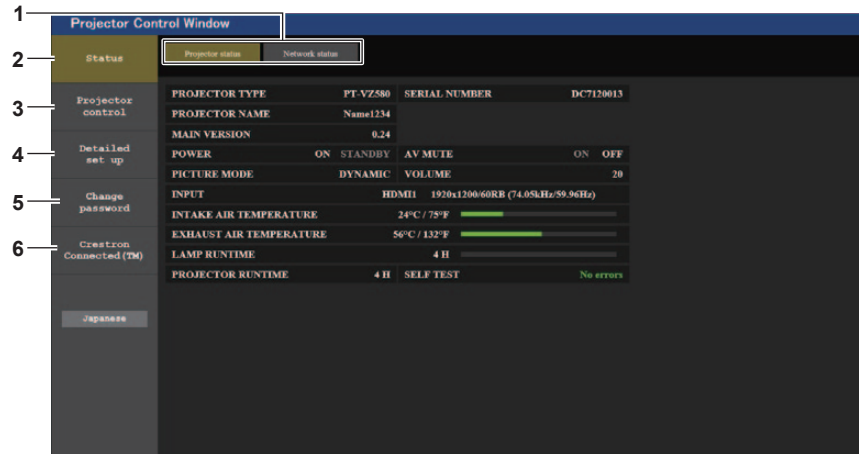 1
Projector Control Window
2
Status
Projector status Network status
3
Projector
control
4
Detailed
set up
5
Change
password
6
Crestron
Connected(TM)
Japanese
PROJECTOR TYPE PT-VZ580 SERIAL NUMBER DC7120013
PROJECTOR NAME Name1234
MAIN VERSION 0.24
POWER ON STANDBY AV MUTE ON OFF
PICTURE MODE DYNAMIC VOLUME 20
INPUT HDMI1 1920x1200/60RB (74.05kHz/59.96Hz)
INTAKE AIR TEMPERATURE 24°C / 75°F
EXHAUST AIR TEMPERATURE 56°C / 132°F
LAMP RUNTIME 4 H
PROJECTOR RUNTIME 4 H SELF TEST No errors